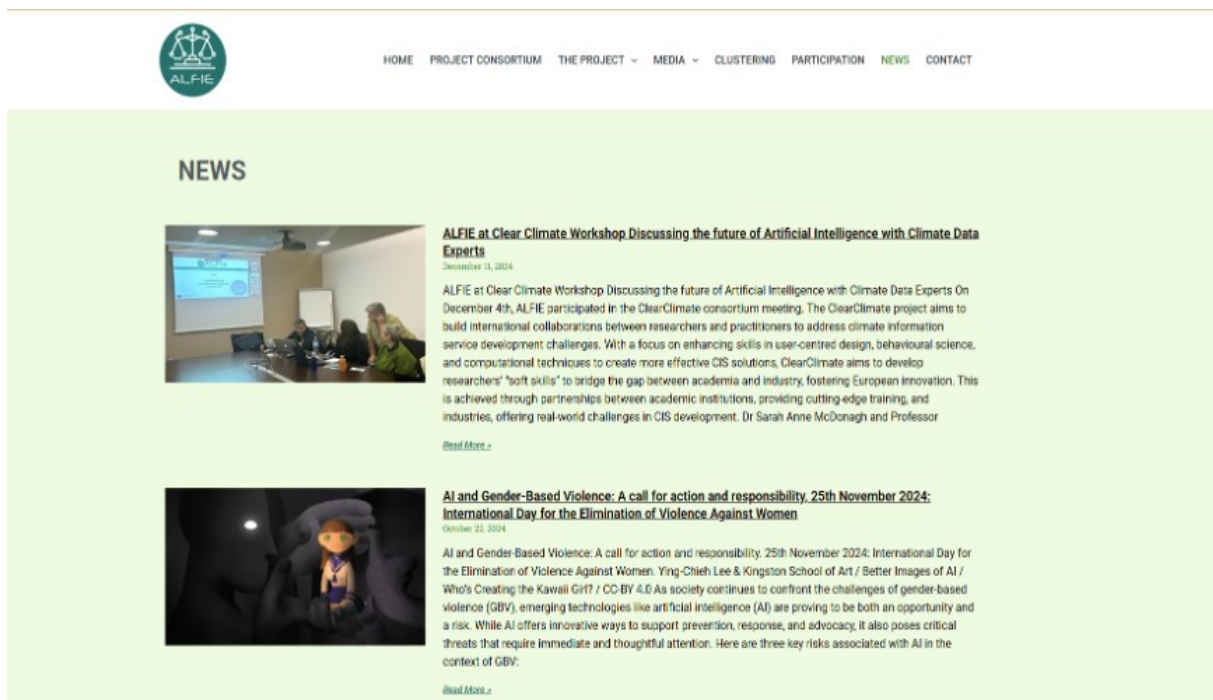 ALFIE
HOME PROJECT CONSORTIUM THE PROJECT MEDIA CLUSTERING PARTICIPATION NEWS CONTACT
NEWS
ALFIE at Clear Climate Workshop Discussing the future of Artificial Intelligence with Climate Data
Experts
December 11, 2024
ALFIE at Clear Climate Workshop Discussing the future of Artificial Intelligence with Climate Data Experts On
December 4th, ALFIE participated in the ClearClimate consortium meeting. The ClearClimate project aims to
build international collaborations between researchers and practitioners to address climate information
service development challenges. With a focus on enhancing skills in user-centred design, behavioural science,
and computational techniques to create more effective CIS solutions, ClearClimate aims to develop
researchers' "soft skills" to bridge the gap between academia and industry, fostering European innovation. This
is achieved through partnerships between academic institutions, providing cutting-edge training, and
industries, offering real-world challenges in CIS development. Dr Sarah Anne McDonagh and Professor
Read More »
AI and Gender-Based Violence: A call for action and responsibility, 25th November 2024:
International Day for the Elimination of Violence Against Women
October 22, 2024
AI and Gender-Based Violence: A call for action and responsibility. 25th November 2024: International Day for
the Elimination of Violence Against Women. Ying-Chieh Lee & Kingston School of Art / Better Images of AI /
Who's Creating the Kawaii Girl? / CC-BY 4.0 As society continues to confront the challenges of gender-based
violence (GBV), emerging technologies like artificial intelligence (AI) are proving to be both an opportunity and
a risk. While AI offers innovative ways to support prevention, response, and advocacy, it also poses critical
threats that require immediate and thoughtful attention. Here are three key risks associated with AI in the
context of GBV:
Read More »